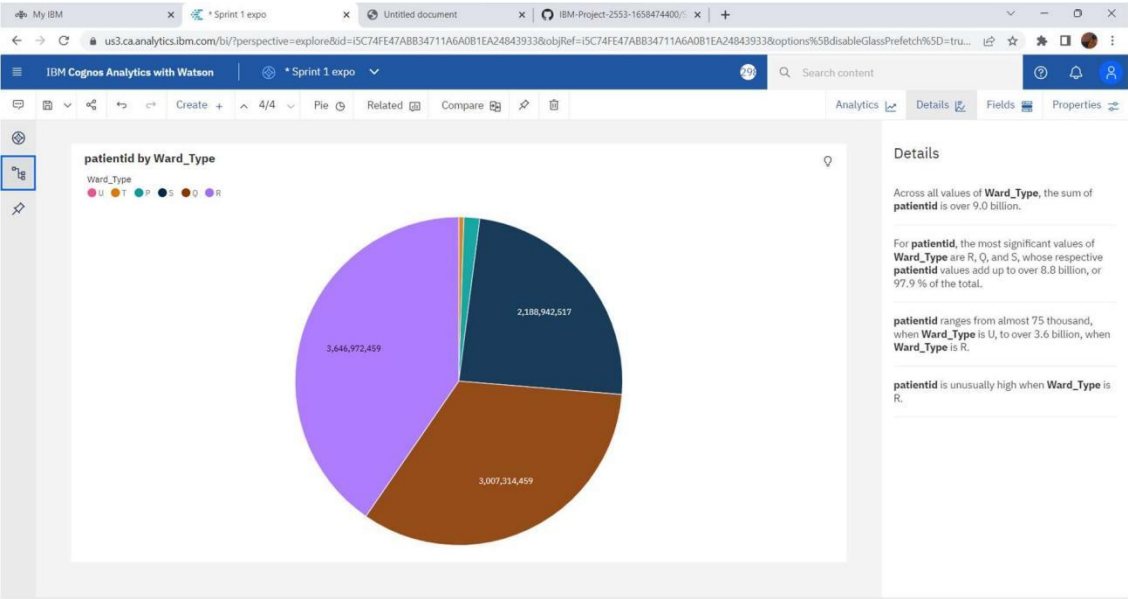 My IBM
* Sprint 1 expo
Untitled document
IBM-Project-2553-1658474400/S
us3.ca.analytics.ibm.com/bi/?perspective=explore&id=i5C74FE47ABB34711A6A0B1EA24843933&objRef=i5C74FE47ABB34711A6A0B1EA24843933&options%5BdisableGlassPrefetch%5D=tru...
IBM Cognos Analytics with Watson
* Sprint 1 expo
Search content
Create +
4/4
Pie
Related
Compare
Analytics
Details
Fields
Properties
patientid by Ward_Type
Ward_Type
U T P S Q R
2,188,942,517
3,646,972,459
3,007,314,459
Details
Across all values of Ward_Type, the sum of
patientid is over 9.0 billion.
For patientid, the most significant values of
Ward_Type are R, Q, and S, whose respective
patientid values add up to over 8.8 billion, or
97.9 % of the total.
patientid ranges from almost 75 thousand,
when Ward_Type is U, to over 3.6 billion, when
Ward_Type is R.
patientid is unusually high when Ward_Type is
R.